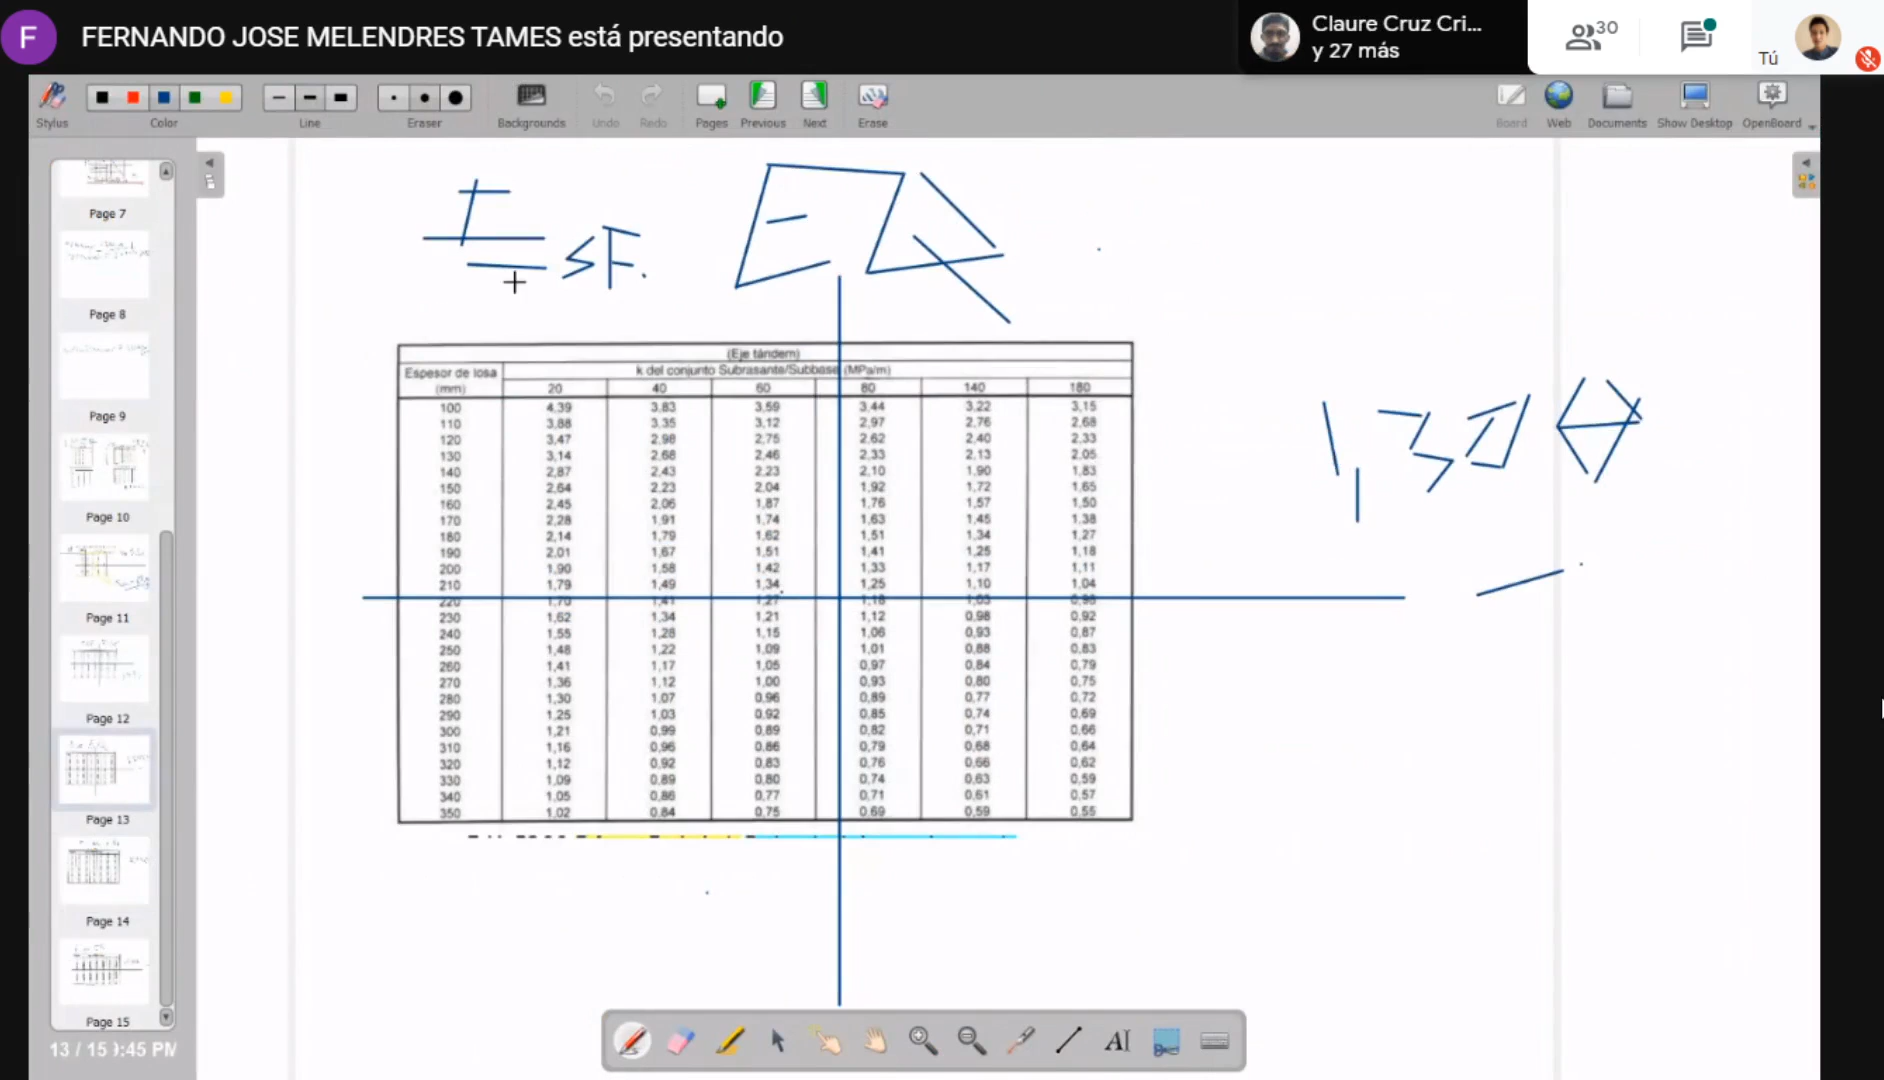 F FERNANDO JOSE MELENDRES TAMES está presentando
Claure Cruz Cri...
y 27 más
30
Tú
Stylus Color Line Eraser Backgrounds Undo Redo Pages Previous Next Erase Board Web Documents Show Desktop OpenBoard
Page 7
Page 8
Page 9
Page 10
Page 11
Page 12
Page 13
Page 14
Page 15
13 / 15
9:45 PM
SF.
(Eje tándem)
Espesor de losa (mm) k del conjunto Subrasante/Subbase (MPa/m)
20 40 60 80 140 180
100 4,39 3,83 3,59 3,44 3,22 3,15
110 3,88 3,35 3,12 2,97 2,76 2,68
120 3,47 2,98 2,75 2,62 2,40 2,33
130 3,14 2,68 2,46 2,33 2,13 2,05
140 2,87 2,43 2,23 2,10 1,90 1,83
150 2,64 2,23 2,04 1,92 1,72 1,65
160 2,45 2,06 1,87 1,76 1,57 1,50
170 2,28 1,91 1,74 1,63 1,45 1,38
180 2,14 1,79 1,62 1,51 1,34 1,27
190 2,01 1,67 1,51 1,41 1,25 1,18
200 1,90 1,58 1,42 1,33 1,17 1,11
210 1,79 1,49 1,34 1,25 1,10 1,04
220 1,70 1,41 1,27 1,18 1,03 0,98
230 1,62 1,34 1,21 1,12 0,98 0,92
240 1,55 1,28 1,15 1,06 0,93 0,87
250 1,48 1,22 1,09 1,01 0,88 0,83
260 1,41 1,17 1,05 0,97 0,84 0,79
270 1,36 1,12 1,00 0,93 0,80 0,75
280 1,30 1,07 0,96 0,89 0,77 0,72
290 1,25 1,03 0,92 0,85 0,74 0,69
300 1,21 0,99 0,89 0,82 0,71 0,66
310 1,16 0,96 0,86 0,79 0,68 0,64
320 1,12 0,92 0,83 0,76 0,66 0,62
330 1,09 0,89 0,80 0,74 0,63 0,59
340 1,05 0,86 0,77 0,71 0,61 0,57
350 1,02 0,84 0,75 0,69 0,59 0,55
AI